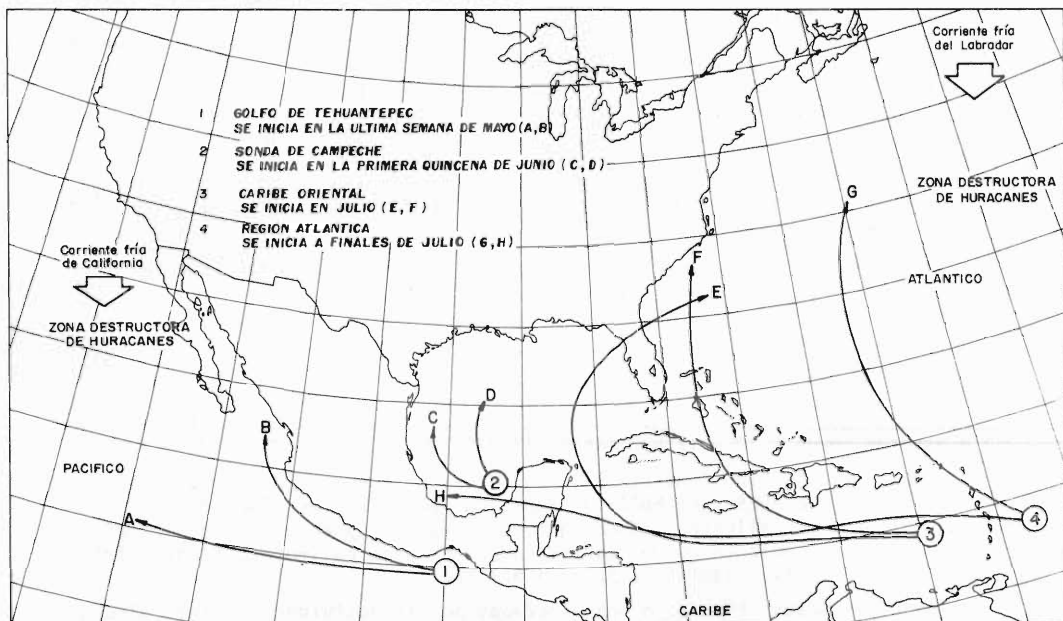 Corriente fría
del Labrador
1 GOLFO DE TEHUANTEPEC
SE INICIA EN LA ULTIMA SEMANA DE MAYO (A,B)
2 SONDA DE CAMPECHE
SE INICIA EN LA PRIMERA QUINCENA DE JUNIO (C,D)
3 CARIBE ORIENTAL
SE INICIA EN JULIO (E, F)
4 REGION ATLANTICA
SE INICIA A FINALES DE JULIO (G,H)
ZONA DESTRUCTORA
DE HURACANES
G
Corriente fría
de California
F
ATLANTICO
E
ZONA DESTRUCTORA
DE HURACANES
D
C
B
PACIFICO
2
H
A
4
3
1
CARIBE